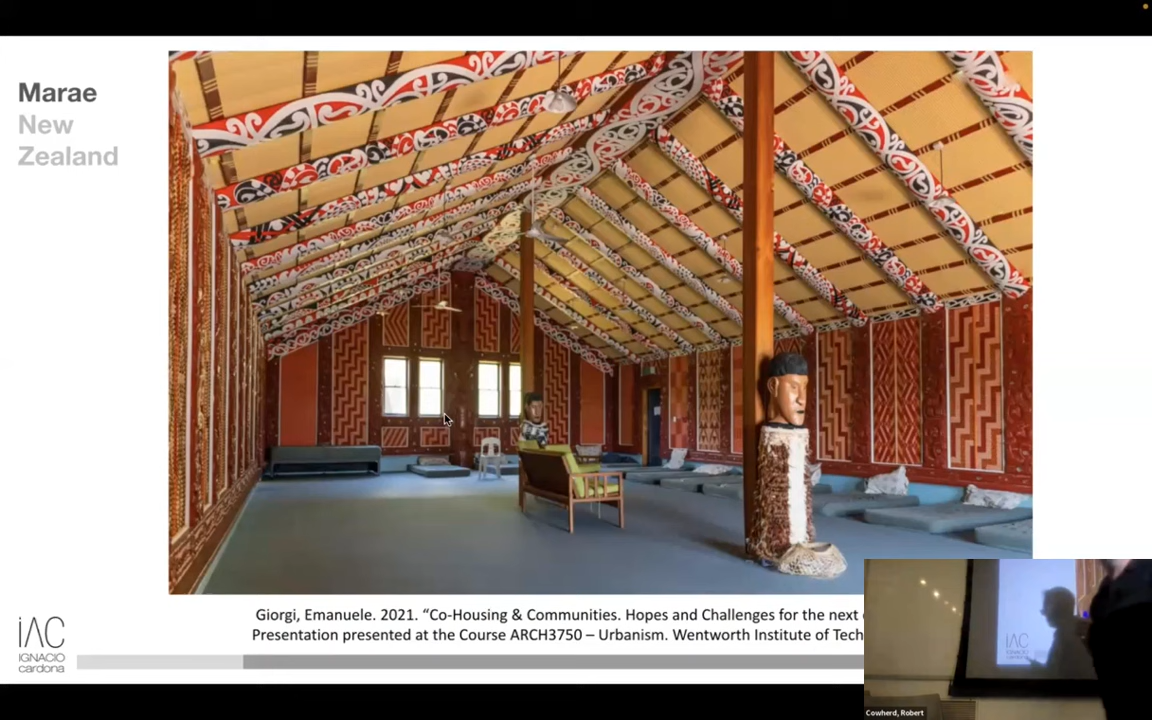 Marae
New
Zealand
Giorgi, Emanuele. 2021. “Co-Housing & Communities. Hopes and Challenges for the next
Presentation presented at the Course ARCH3750 – Urbanism. Wentworth Institute of Tech
iAC
IGNACIO
cardona
iAC
Cowherd, Robert